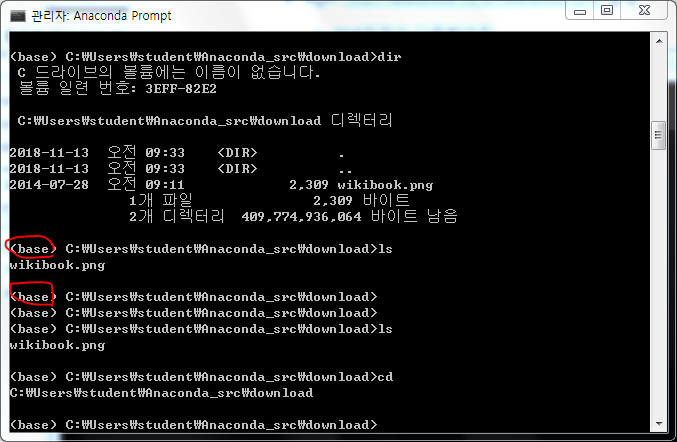 관리자: Anaconda Prompt
(base) C:₩Users₩student₩Anaconda_src₩download>dir
C 드라이브의 볼륨에는 이름이 없습니다.
볼륨 일련 번호: 3EFF-82E2
C:₩Users₩student₩Anaconda_src₩download 디렉터리
2018-11-13 오전 09:33 <DIR> .
2018-11-13 오전 09:33 <DIR> ..
2014-07-28 오전 09:11 2,309 wikibook.png
1개 파일 2,309 바이트
2개 디렉터리 409,774,936,064 바이트 남음
(base) C:₩Users₩student₩Anaconda_src₩download>ls
wikibook.png
(base) C:₩Users₩student₩Anaconda_src₩download>
(base) C:₩Users₩student₩Anaconda_src₩download>
(base) C:₩Users₩student₩Anaconda_src₩download>ls
wikibook.png
(base) C:₩Users₩student₩Anaconda_src₩download>cd
C:₩Users₩student₩Anaconda_src₩download
(base) C:₩Users₩student₩Anaconda_src₩download>